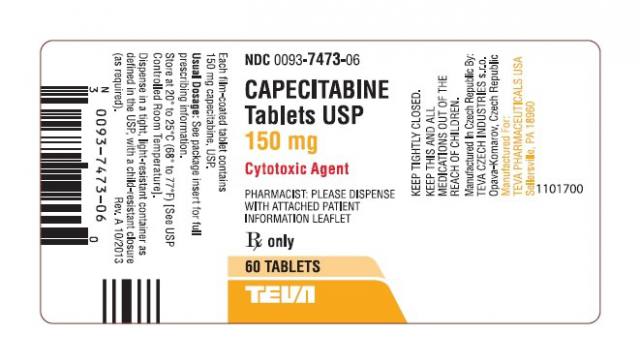 Each film-coated tablet contains
150 mg capecitabine, USP.
Usual Dosage: See package insert for full
prescribing information.
Store at 20° to 25°C (68° to 77°F) [See USP
Controlled Room Temperature].
Dispense in a tight, light-resistant container as
defined in the USP, with a child-resistant closure
(as required).
Rev. A 10/2013
N
3 0093-7473-06 0
NDC 0093-7473-06
CAPECITABINE
Tablets USP
150 mg
Cytotoxic Agent
PHARMACIST: PLEASE DISPENSE
WITH ATTACHED PATIENT
INFORMATION LEAFLET
Rx only
60 TABLETS
TEVA
KEEP TIGHTLY CLOSED.
KEEP THIS AND ALL
MEDICATIONS OUT OF THE
REACH OF CHILDREN.
Manufactured in Czech Republic By:
TEVA CZECH INDUSTRIES s.r.o.
Opava-Komarov, Czech Republic
Manufactured For:
TEVA PHARMACEUTICALS USA
Sellersville, PA 18960
1101700